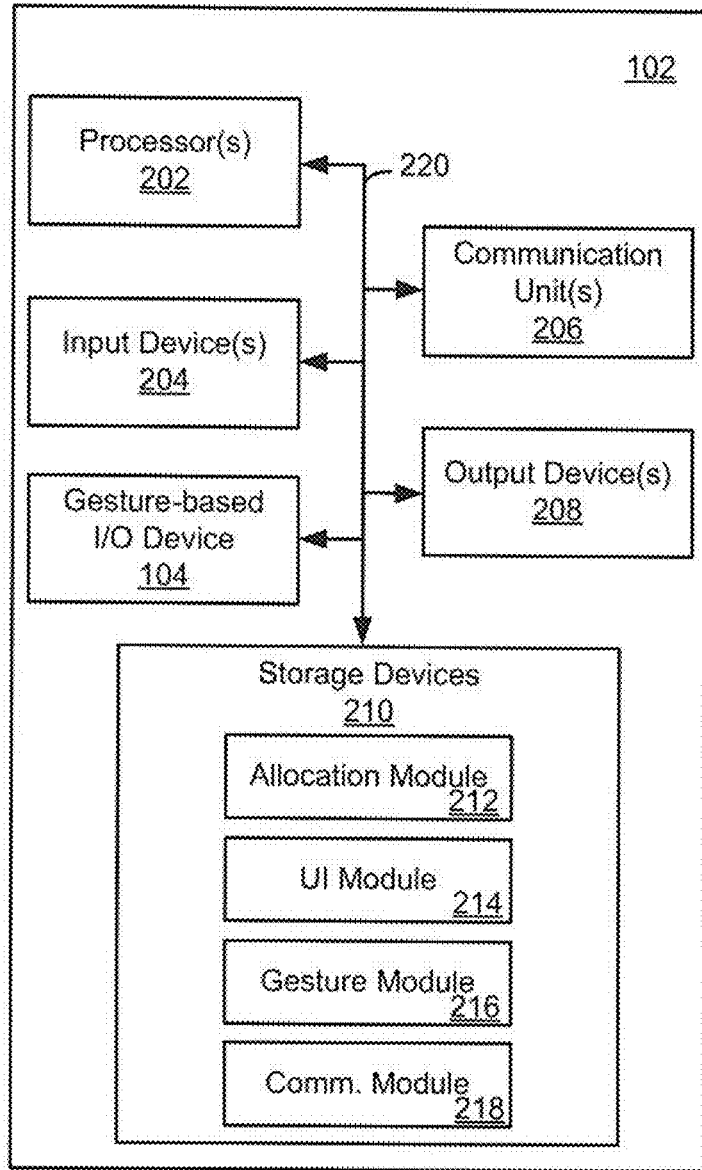 102
Processor(s)
202
220
Communication
Unit(s)
206
Input Device(s)
204
Output Device(s)
208
Gesture-based
I/O Device
104
Storage Devices
210
Allocation Module
212
UI Module
214
Gesture Module
216
Comm. Module
218